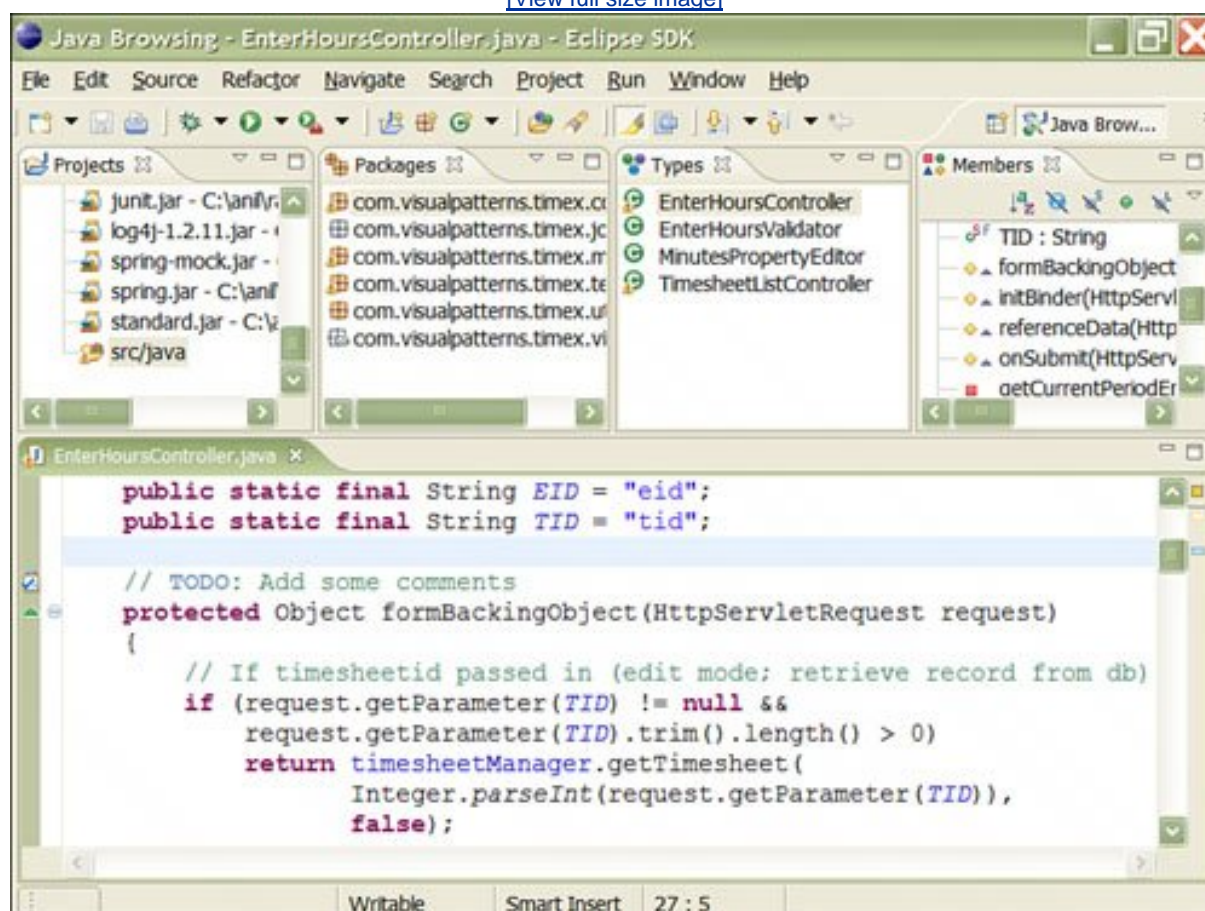 [View full size image]
Java Browsing - EnterHoursController.java - Eclipse SDK
File Edit Source Refactor Navigate Search Project Run Window Help
Java Brow...
Projects Packages Types Members
junit.jar - C:\anil\
log4j-1.2.11.jar -
spring-mock.jar -
spring.jar - C:\anil
standard.jar - C:\
src/java
com.visualpatterns.timex.c
com.visualpatterns.timex.jc
com.visualpatterns.timex.m
com.visualpatterns.timex.te
com.visualpatterns.timex.u
com.visualpatterns.timex.vi
EnterHoursController
EnterHoursValidator
MinutesPropertyEditor
TimesheetListController
TID : String
formBackingObject
initBinder(HttpServl
referenceData(Http
onSubmit(HttpServ
getCurrentPeriodEr
EnterHoursController.java
public static final String EID = "eid";
public static final String TID = "tid";
// TODO: Add some comments
protected Object formBackingObject(HttpServletRequest request)
{
// If timesheetid passed in (edit mode; retrieve record from db)
if (request.getParameter(TID) != null &&
request.getParameter(TID).trim().length() > 0)
return timesheetManager.getTimesheet(
Integer.parseInt(request.getParameter(TID)),
false);
Writable Smart Insert 27 : 5